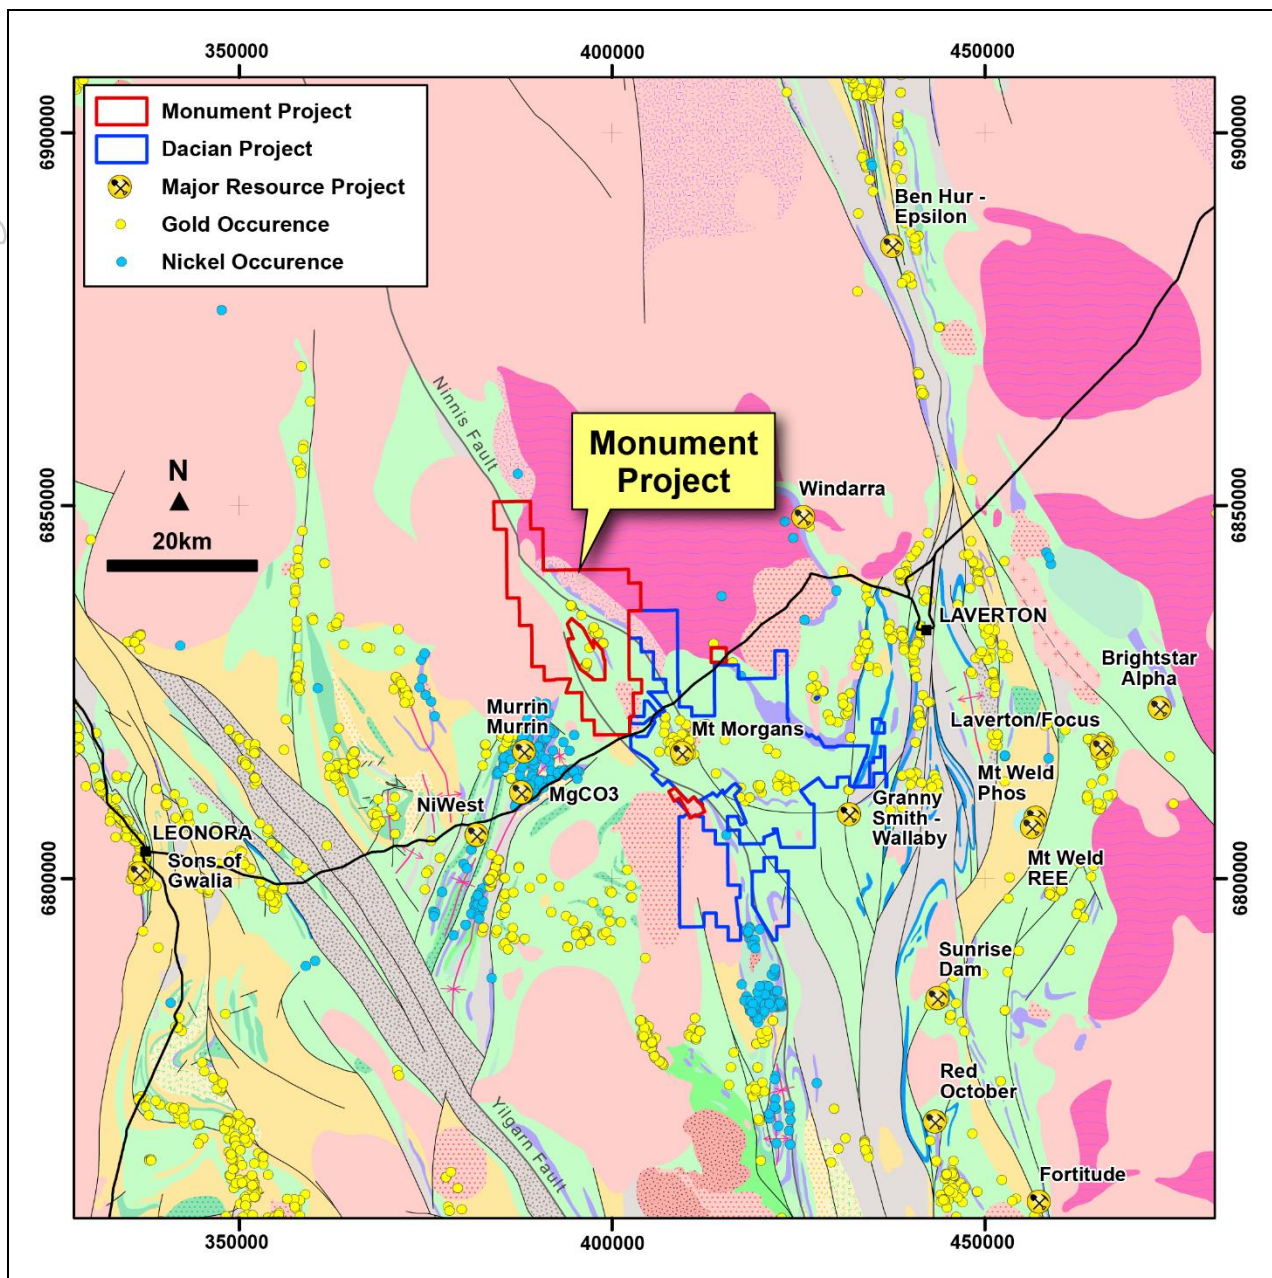 350000
400000
450000
6900000
6900000
Monument Project
Dacian Project
Major Resource Project
Gold Occurence
Nickel Occurence
Ben Hur -
Epsilon
Ninnis Fault
Monument
Project
N
20km
6850000
6850000
Windarra
LAVERTON
Brightstar
Alpha
Murrin
Murrin
Mt Morgans
Laverton/Focus
Mt Weld
Phos
NiWest
MgCO3
Granny
Smith -
Wallaby
LEONORA
Sons of
Gwalia
Mt Weld
REE
6800000
6800000
Sunrise
Dam
Red
October
Yilgarn Fault
Fortitude
350000
400000
450000